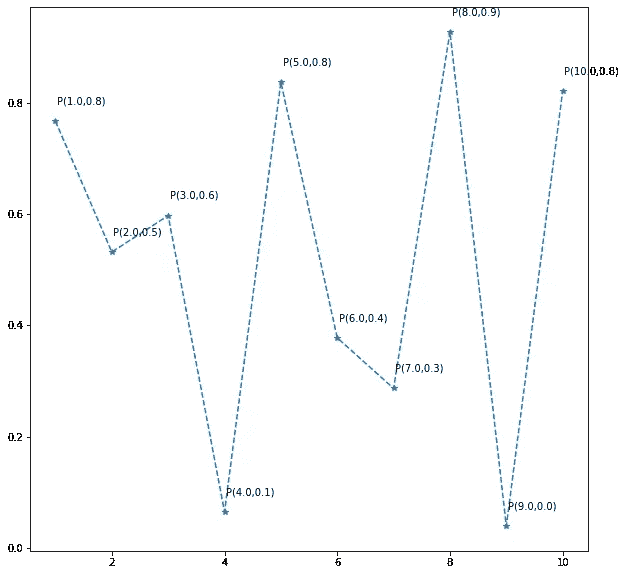 P(8.0,0.9)
P(5.0,0.8)
P(10.0,0.8)
P(1.0,0.8)
0.8
P(3.0,0.6)
0.6
P(2.0,0.5)
0.4
P(6.0,0.4)
P(7.0,0.3)
0.2
P(4.0,0.1)
P(9.0,0.0)
0.0
2 4 6 8 10